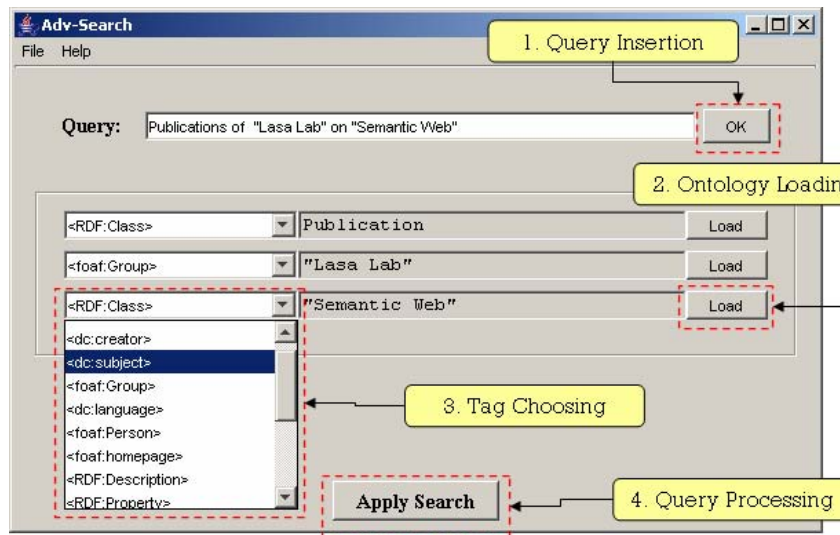 Adv-Search
File Help
1. Query Insertion
Query: Publications of "Lasa Lab" on "Semantic Web" OK
2. Ontology Loadin
<RDF:Class> Publication Load
<foaf:Group> "Lasa Lab" Load
<RDF:Class> "Semantic Web" Load
<dc:creator>
<dc:subject>
<foaf:Group>
<dc:language>
<foaf:Person>
<foaf:homepage>
<RDF:Description>
<RDF:Property>
3. Tag Choosing
Apply Search
4. Query Processing